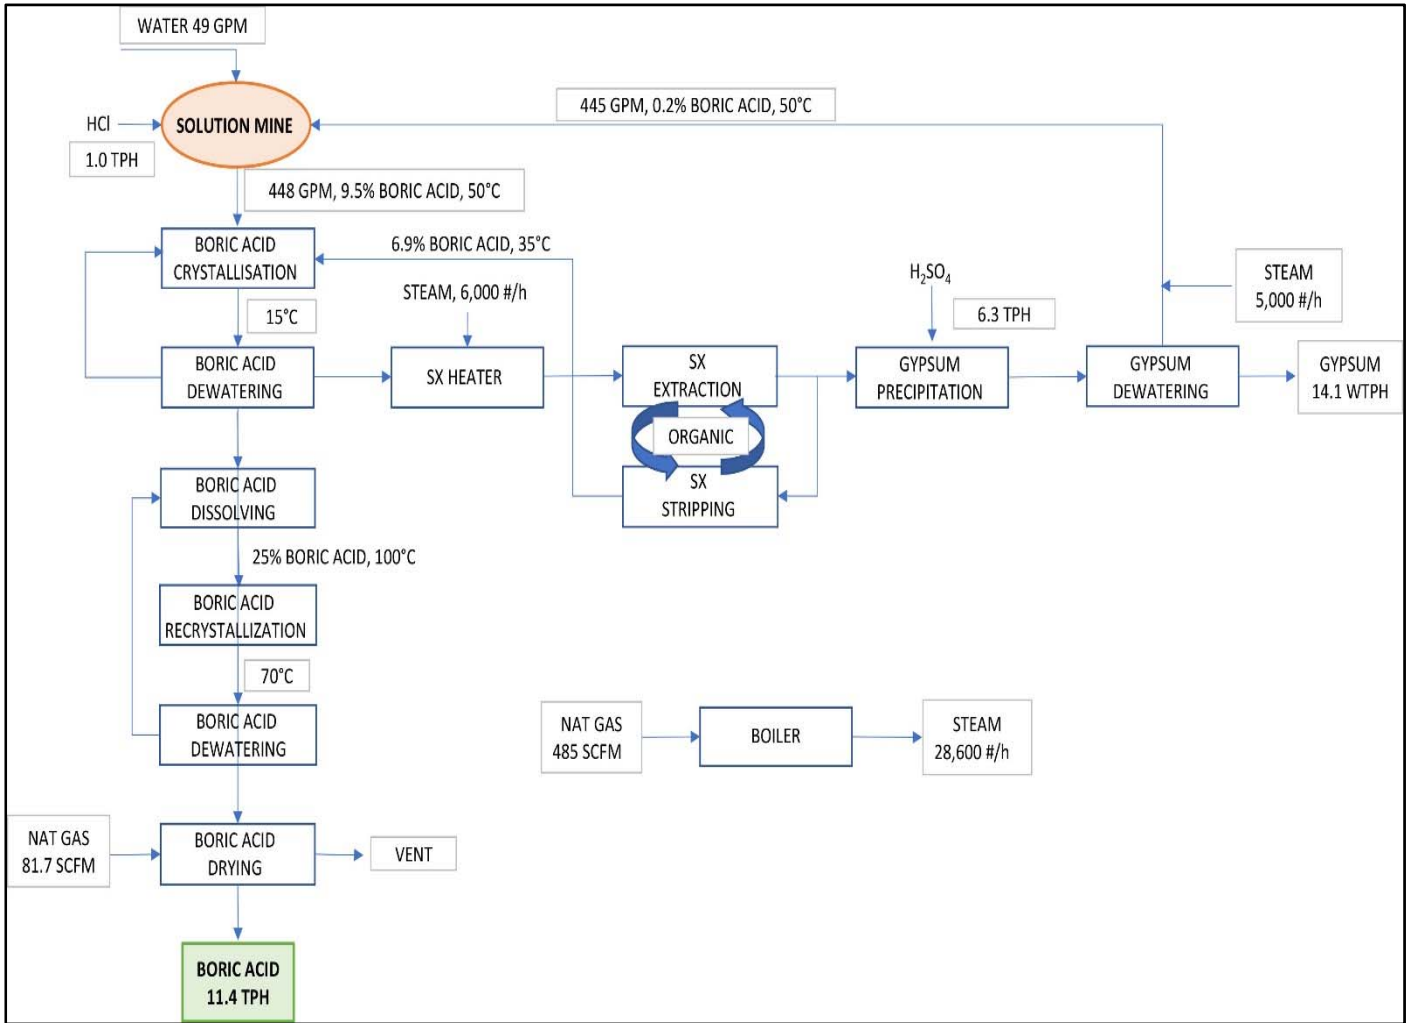 WATER 49 GPM
HCl
1.0 TPH
SOLUTION MINE
445 GPM, 0.2% BORIC ACID, 50°C
448 GPM, 9.5% BORIC ACID, 50°C
BORIC ACID
CRYSTALLISATION
6.9% BORIC ACID, 35°C
STEAM, 6,000 #/h
H₂SO₄
6.3 TPH
STEAM
5,000 #/h
15°C
BORIC ACID
DEWATERING
SX HEATER
SX
EXTRACTION
GYPSUM
PRECIPITATION
GYPSUM
DEWATERING
GYPSUM
14.1 WTPH
ORGANIC
SX
STRIPPING
BORIC ACID
DISSOLVING
25% BORIC ACID, 100°C
BORIC ACID
RECRYSTALLIZATION
70°C
BORIC ACID
DEWATERING
NAT GAS
485 SCFM
BOILER
STEAM
28,600 #/h
NAT GAS
81.7 SCFM
BORIC ACID
DRYING
VENT
BORIC ACID
11.4 TPH